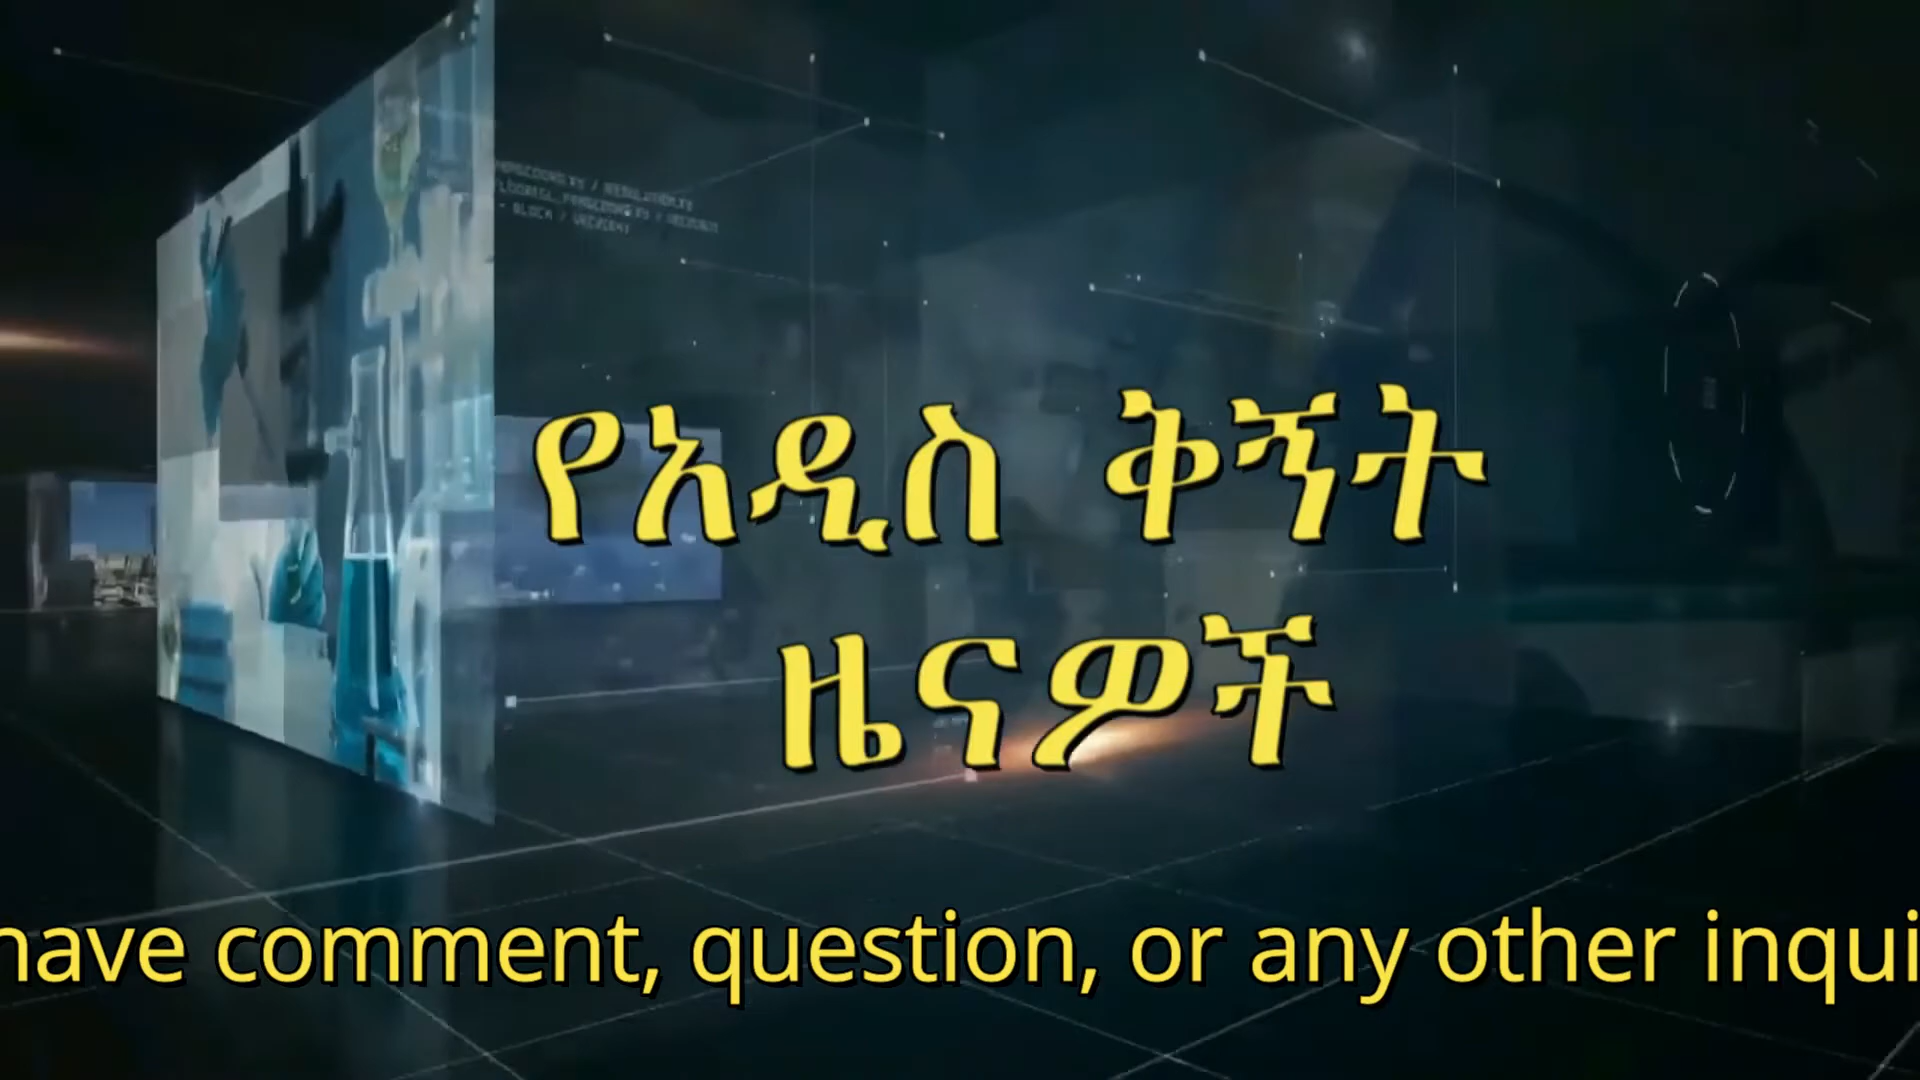 የአዲስ ቅኝት
ዜናዎች
have comment, question, or any other inqui